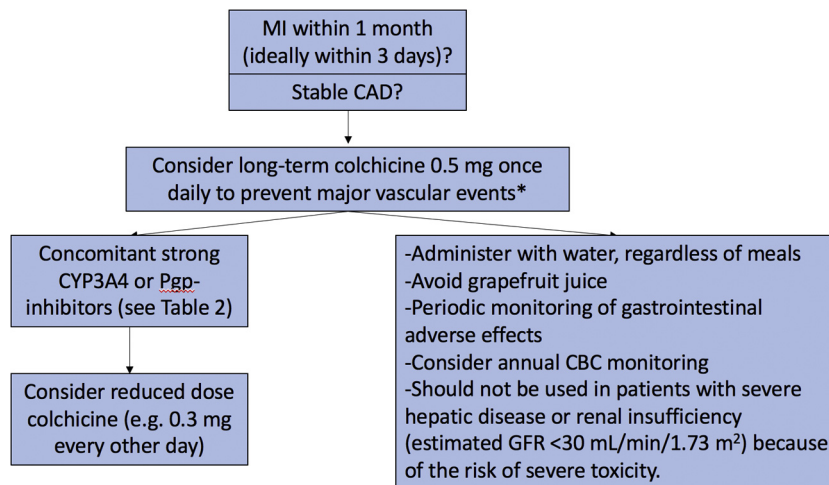 MI within 1 month
(ideally within 3 days)?
Stable CAD?
Consider long-term colchicine 0.5 mg once
daily to prevent major vascular events*
Concomitant strong
CYP3A4 or Pgp-
inhibitors (see Table 2)
Consider reduced dose
colchicine (e.g. 0.3 mg
every other day)
-Administer with water, regardless of meals
-Avoid grapefruit juice
-Periodic monitoring of gastrointestinal
adverse effects
-Consider annual CBC monitoring
-Should not be used in patients with severe
hepatic disease or renal insufficiency
(estimated GFR <30 mL/min/1.73 m²) because
of the risk of severe toxicity.